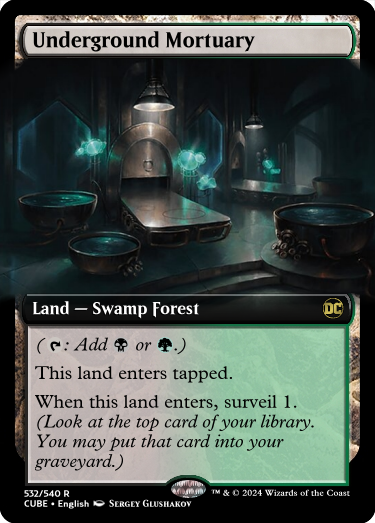 Underground Mortuary
Land — Swamp Forest
DC
( : Add or .)
This land enters tapped.
When this land enters, surveil 1.
(Look at the top card of your library.
You may put that card into your
graveyard.)
532/540 R
CUBE • English SERGEY GLUSHAKOV
™ & © 2024 Wizards of the Coast